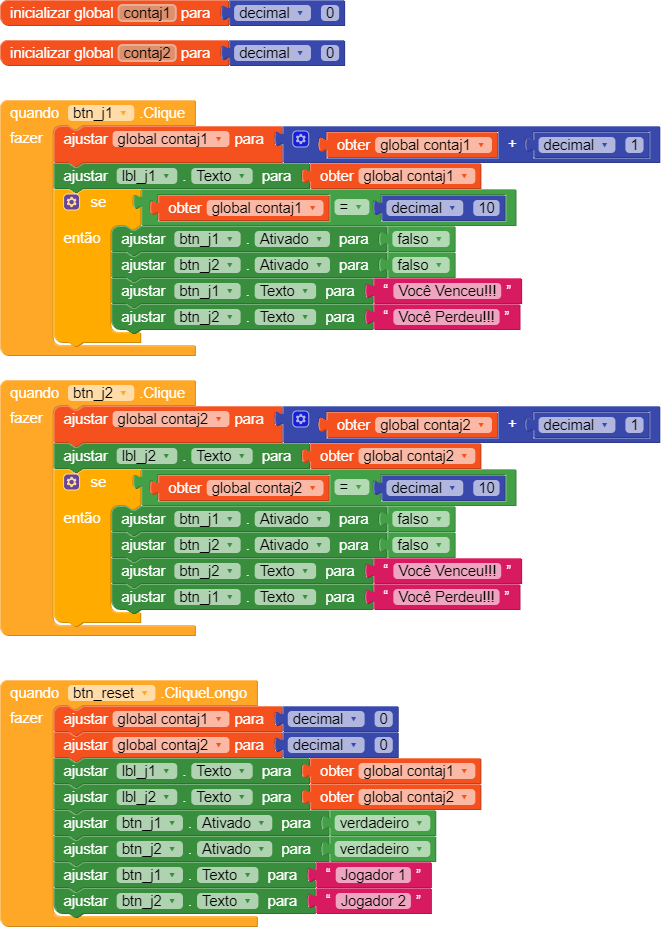 inicializar global contaj1 para decimal 0
inicializar global contaj2 para decimal 0
quando btn_j1 .Clique
fazer ajustar global contaj1 para obter global contaj1 + decimal 1
ajustar lbl_j1 . Texto para obter global contaj1
se obter global contaj1 = decimal 10
então ajustar btn_j1 . Ativado para falso
ajustar btn_j2 . Ativado para falso
ajustar btn_j1 . Texto para “ Você Venceu!!! ”
ajustar btn_j2 . Texto para “ Você Perdeu!!! ”
quando btn_j2 .Clique
fazer ajustar global contaj2 para obter global contaj2 + decimal 1
ajustar lbl_j2 . Texto para obter global contaj2
se obter global contaj2 = decimal 10
então ajustar btn_j1 . Ativado para falso
ajustar btn_j2 . Ativado para falso
ajustar btn_j2 . Texto para “ Você Venceu!!! ”
ajustar btn_j1 . Texto para “ Você Perdeu!!! ”
quando btn_reset .CliqueLongo
fazer ajustar global contaj1 para decimal 0
ajustar global contaj2 para decimal 0
ajustar lbl_j1 . Texto para obter global contaj1
ajustar lbl_j2 . Texto para obter global contaj2
ajustar btn_j1 . Ativado para verdadeiro
ajustar btn_j2 . Ativado para verdadeiro
ajustar btn_j1 . Texto para “ Jogador 1 ”
ajustar btn_j2 . Texto para “ Jogador 2 ”